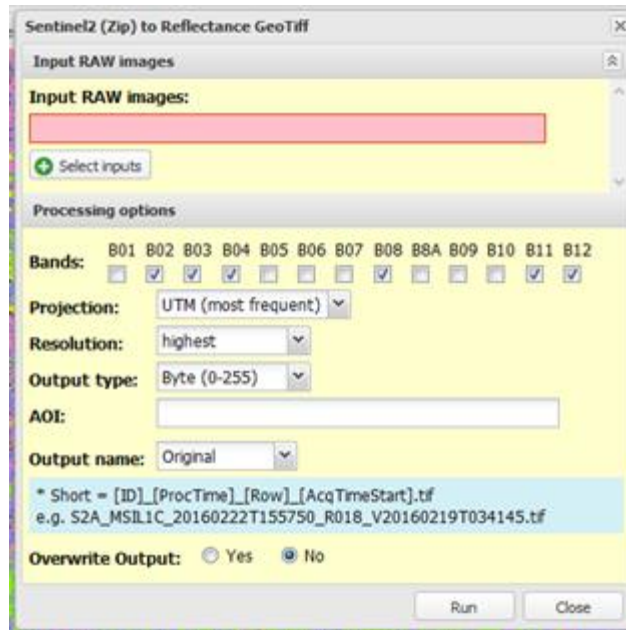 Sentinel2 (Zip) to Reflectance GeoTiff
Input RAW images
Input RAW images:
Select inputs
Processing options
B01 B02 B03 B04 B05 B06 B07 B08 B8A B09 B10 B11 B12
Bands:
Projection: UTM (most frequent)
Resolution: highest
Output type: Byte (0-255)
AOI:
Output name: Original
* Short = [ID]_[ProcTime]_[Row]_[AcqTimeStart].tif
e.g. S2A_MSIL1C_20160222T155750_R018_V20160219T034145.tif
Overwrite Output: Yes No
Run Close